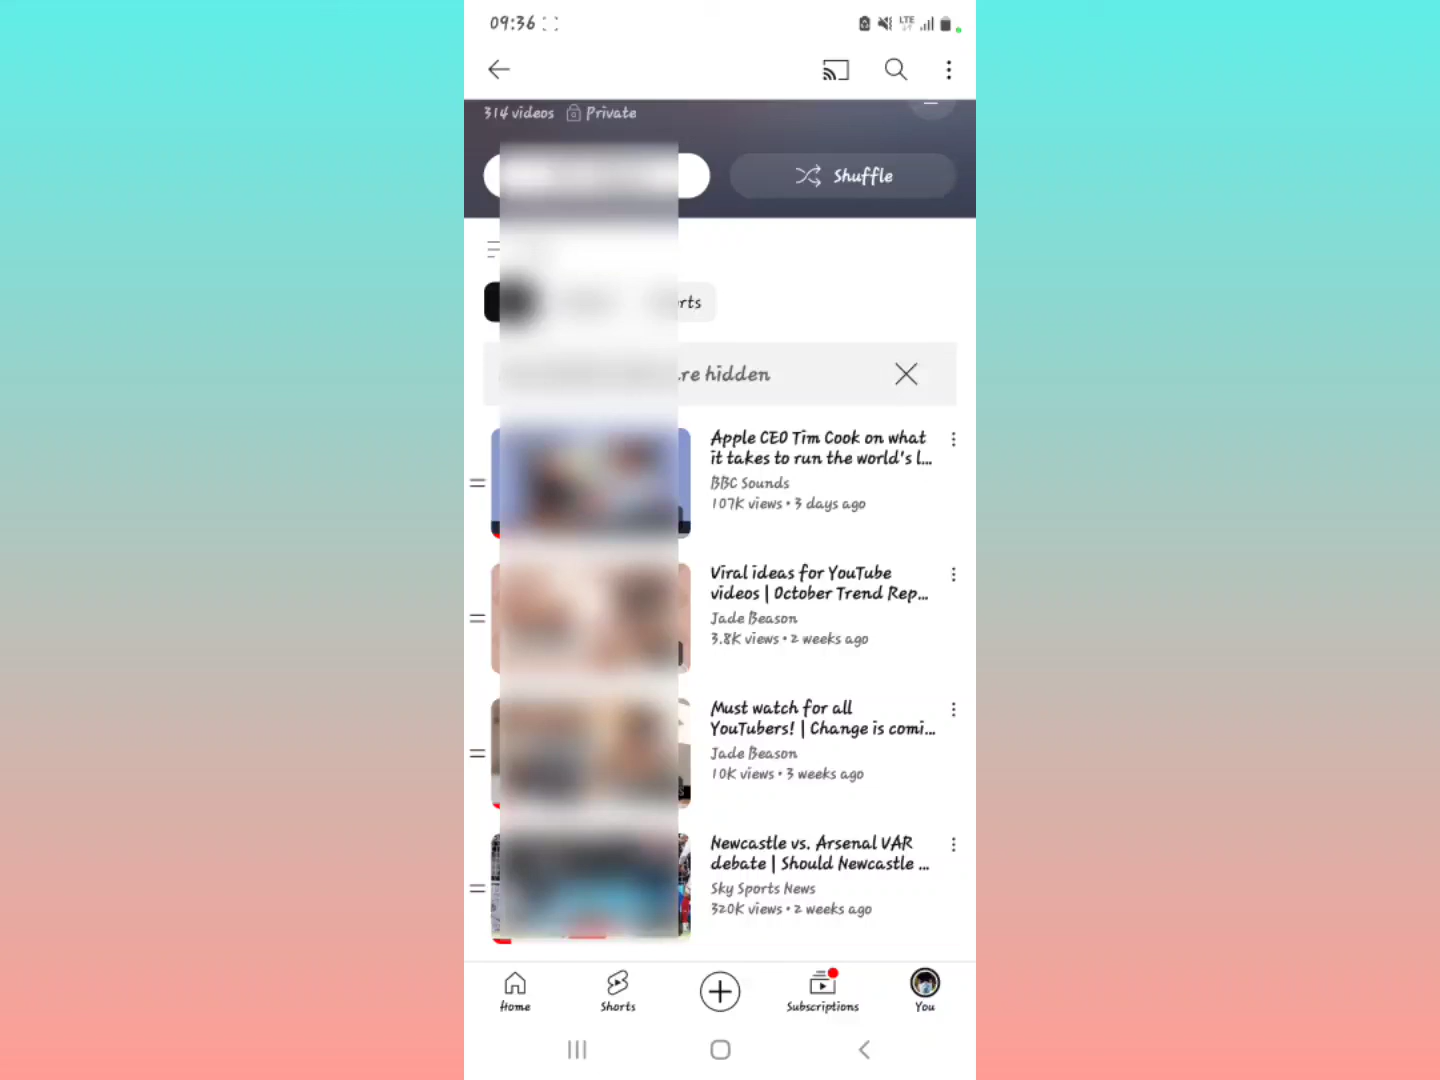 09:36
LTE
314 videos Private
Shuffle
hidden
Apple CEO Tim Cook on what
it takes to run the world's l...
BBC Sounds
107K views • 3 days ago
Viral ideas for YouTube
videos | October Trend Rep...
Jade Beason
3.8K views • 2 weeks ago
Must watch for all
YouTubers! | Change is comi...
Jade Beason
10K views • 3 weeks ago
Newcastle vs. Arsenal VAR
debate | Should Newcastle ...
Sky Sports News
320K views • 2 weeks ago
Home
Shorts
Subscriptions
You